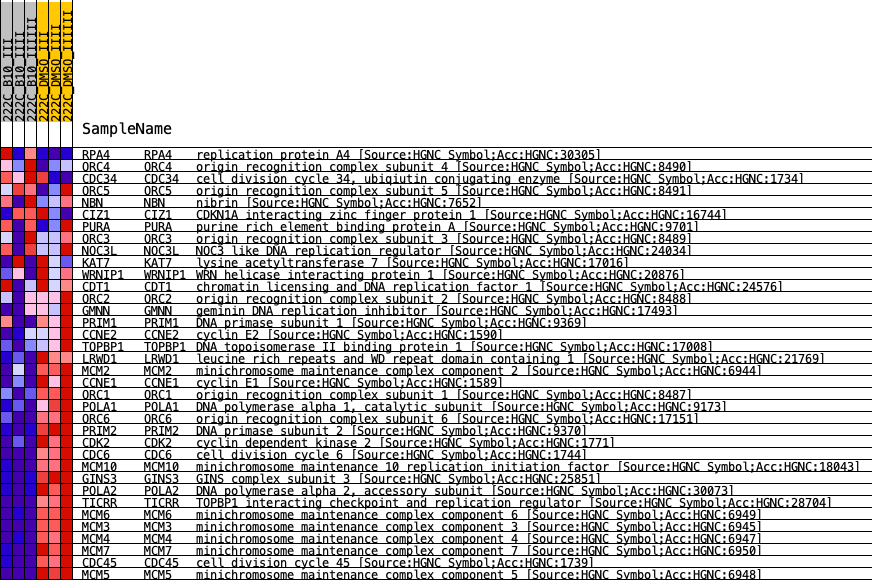 222C_B10_III
222C_B10_IIII
222C_B10_IIIIII
222C_DMSO_III
222C_DMSO_IIII
222C_DMSO_IIIIII
SampleName
RPA4 RPA4 replication protein A4 [Source:HGNC Symbol;Acc:HGNC:30305]
ORC4 ORC4 origin recognition complex subunit 4 [Source:HGNC Symbol;Acc:HGNC:8490]
CDC34 CDC34 cell division cycle 34, ubiqiutin conjugating enzyme [Source:HGNC Symbol;Acc:HGNC:1734]
ORC5 ORC5 origin recognition complex subunit 5 [Source:HGNC Symbol;Acc:HGNC:8491]
NBN NBN nibrin [Source:HGNC Symbol;Acc:HGNC:7652]
CIZ1 CIZ1 CDKN1A interacting zinc finger protein 1 [Source:HGNC Symbol;Acc:HGNC:16744]
PURA PURA purine rich element binding protein A [Source:HGNC Symbol;Acc:HGNC:9701]
ORC3 ORC3 origin recognition complex subunit 3 [Source:HGNC Symbol;Acc:HGNC:8489]
NOC3L NOC3L NOC3 like DNA replication regulator [Source:HGNC Symbol;Acc:HGNC:24034]
KAT7 KAT7 lysine acetyltransferase 7 [Source:HGNC Symbol;Acc:HGNC:17016]
WRNIP1 WRNIP1 WRN helicase interacting protein 1 [Source:HGNC Symbol;Acc:HGNC:20876]
CDT1 CDT1 chromatin licensing and DNA replication factor 1 [Source:HGNC Symbol;Acc:HGNC:24576]
ORC2 ORC2 origin recognition complex subunit 2 [Source:HGNC Symbol;Acc:HGNC:8488]
GMNN GMNN geminin DNA replication inhibitor [Source:HGNC Symbol;Acc:HGNC:17493]
PRIM1 PRIM1 DNA primase subunit 1 [Source:HGNC Symbol;Acc:HGNC:9369]
CCNE2 CCNE2 cyclin E2 [Source:HGNC Symbol;Acc:HGNC:1590]
TOPBP1 TOPBP1 DNA topoisomerase II binding protein 1 [Source:HGNC Symbol;Acc:HGNC:17008]
LRWD1 LRWD1 leucine rich repeats and WD repeat domain containing 1 [Source:HGNC Symbol;Acc:HGNC:21769]
MCM2 MCM2 minichromosome maintenance complex component 2 [Source:HGNC Symbol;Acc:HGNC:6944]
CCNE1 CCNE1 cyclin E1 [Source:HGNC Symbol;Acc:HGNC:1589]
ORC1 ORC1 origin recognition complex subunit 1 [Source:HGNC Symbol;Acc:HGNC:8487]
POLA1 POLA1 DNA polymerase alpha 1, catalytic subunit [Source:HGNC Symbol;Acc:HGNC:9173]
ORC6 ORC6 origin recognition complex subunit 6 [Source:HGNC Symbol;Acc:HGNC:17151]
PRIM2 PRIM2 DNA primase subunit 2 [Source:HGNC Symbol;Acc:HGNC:9370]
CDK2 CDK2 cyclin dependent kinase 2 [Source:HGNC Symbol;Acc:HGNC:1771]
CDC6 CDC6 cell division cycle 6 [Source:HGNC Symbol;Acc:HGNC:1744]
MCM10 MCM10 minichromosome maintenance 10 replication initiation factor [Source:HGNC Symbol;Acc:HGNC:18043]
GINS3 GINS3 GINS complex subunit 3 [Source:HGNC Symbol;Acc:HGNC:25851]
POLA2 POLA2 DNA polymerase alpha 2, accessory subunit [Source:HGNC Symbol;Acc:HGNC:30073]
TICRR TICRR TOPBP1 interacting checkpoint and replication regulator [Source:HGNC Symbol;Acc:HGNC:28704]
MCM6 MCM6 minichromosome maintenance complex component 6 [Source:HGNC Symbol;Acc:HGNC:6949]
MCM3 MCM3 minichromosome maintenance complex component 3 [Source:HGNC Symbol;Acc:HGNC:6945]
MCM4 MCM4 minichromosome maintenance complex component 4 [Source:HGNC Symbol;Acc:HGNC:6947]
MCM7 MCM7 minichromosome maintenance complex component 7 [Source:HGNC Symbol;Acc:HGNC:6950]
CDC45 CDC45 cell division cycle 45 [Source:HGNC Symbol;Acc:HGNC:1739]
MCM5 MCM5 minichromosome maintenance complex component 5 [Source:HGNC Symbol;Acc:HGNC:6948]